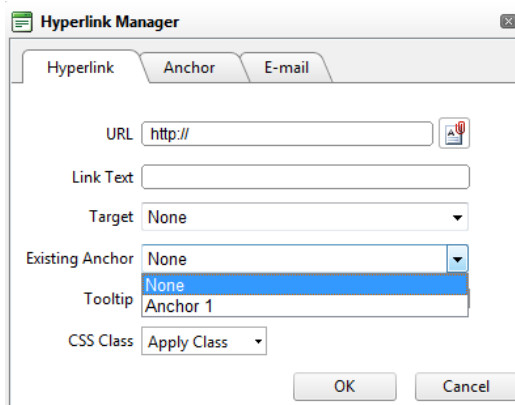 Hyperlink Manager
Hyperlink Anchor E-mail
URL http://
Link Text
Target None
Existing Anchor None
None
Tooltip Anchor 1
CSS Class Apply Class
OK Cancel